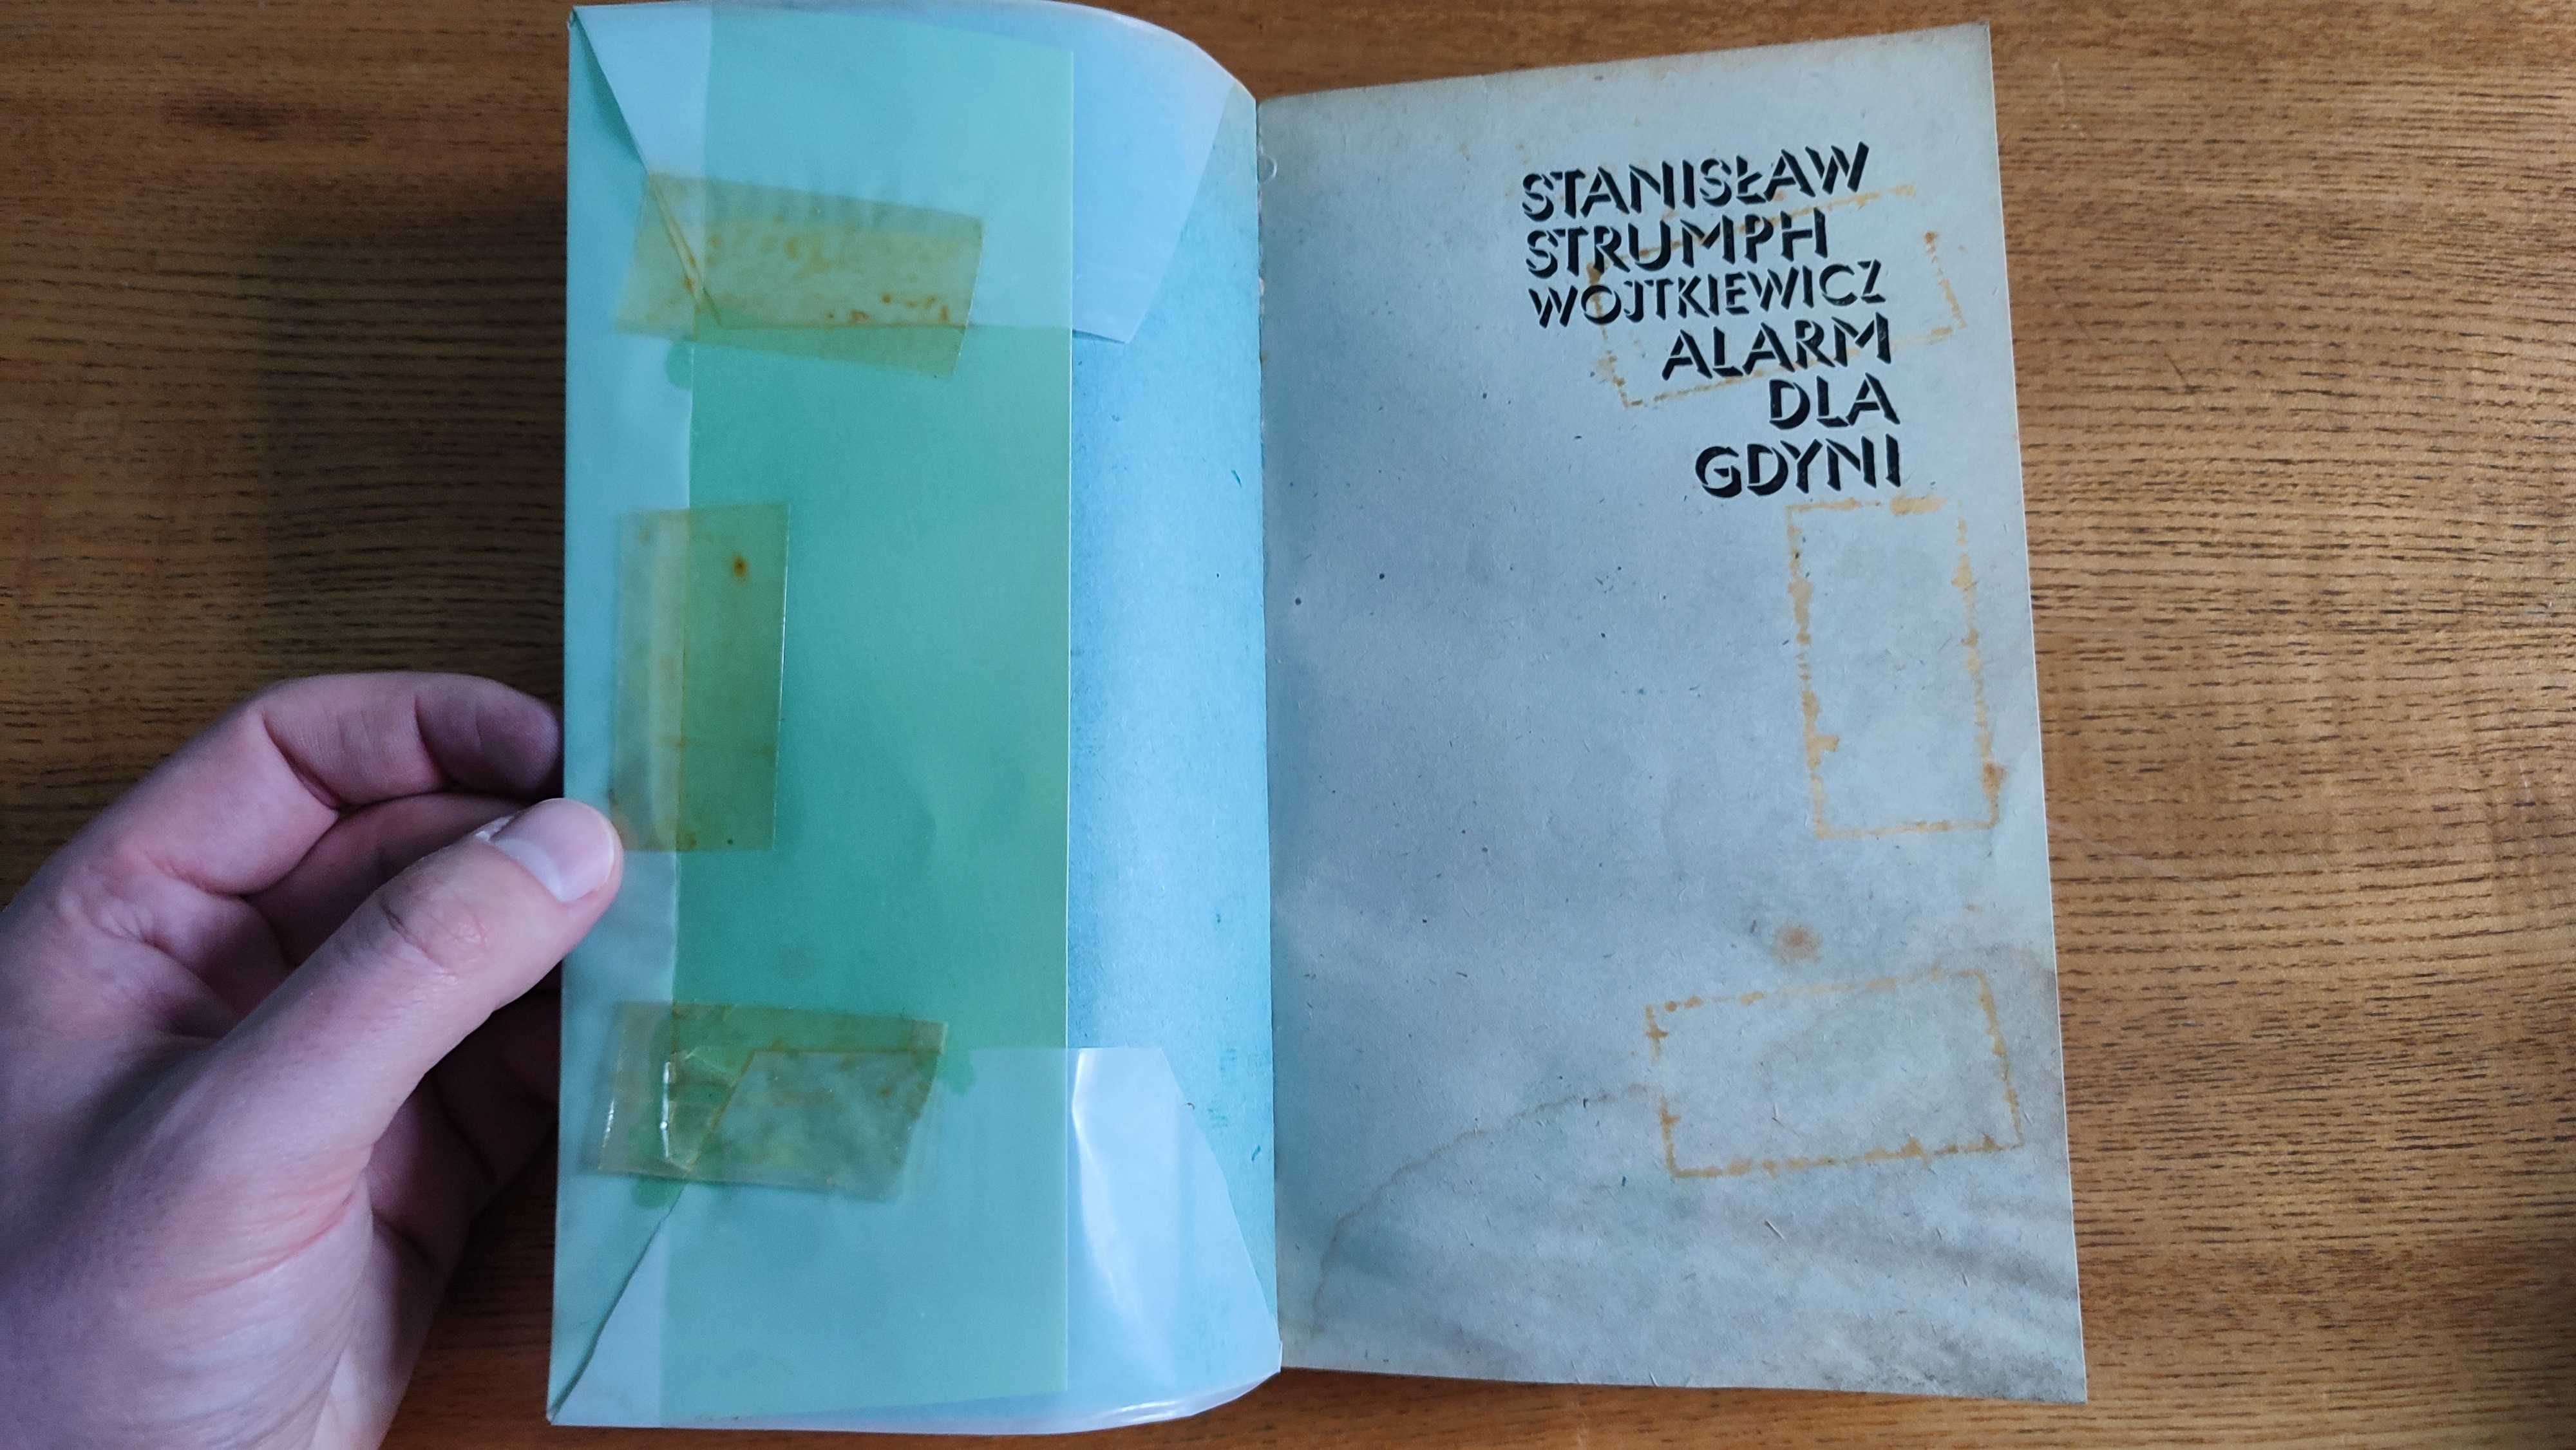 STANISŁAW
STRUMPH
WOJTKIEWICZ
ALARM
DLA
GDYNI